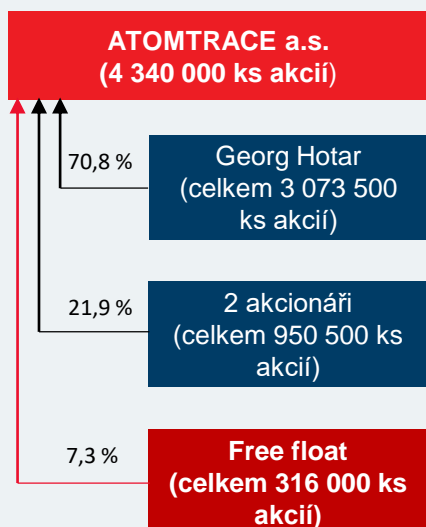 ATOMTRACE a.s.
(4 340 000 ks akcií)
70,8 %
Georg Hotar
(celkem 3 073 500
ks akcií)
21,9 %
2 akcionáři
(celkem 950 500 ks
akcií)
7,3 %
Free float
(celkem 316 000 ks
akcií)